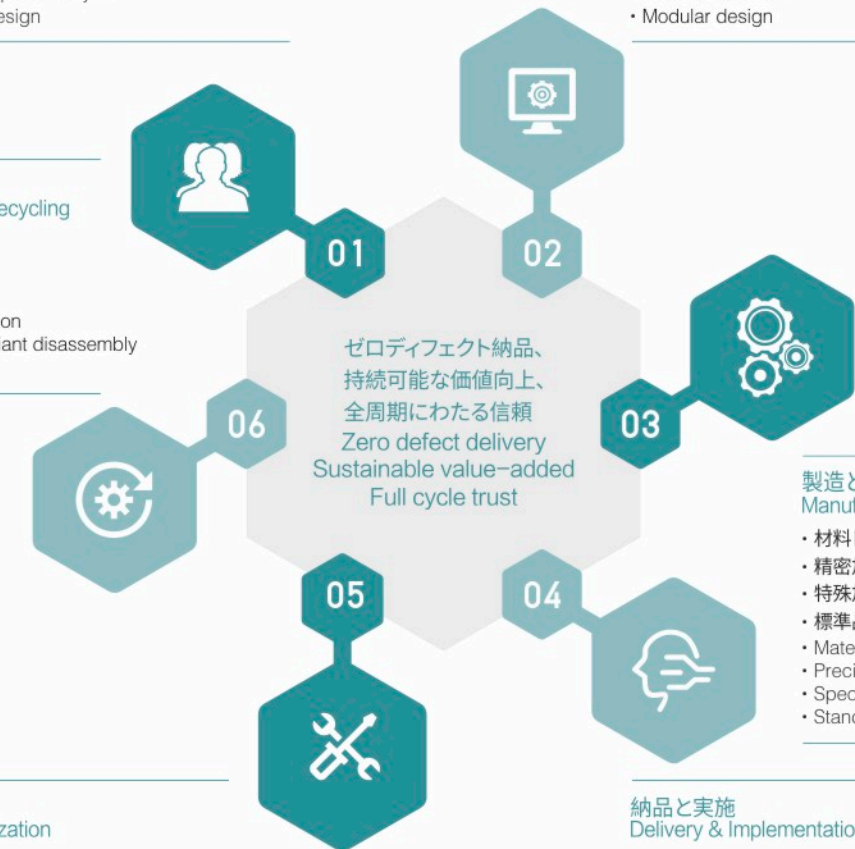 esign
・Modular design
ecycling
on
iant disassembly
01
02
03
04
05
06
ゼロディフェクト納品、
持続可能な価値向上、
全周期にわたる信頼
Zero defect delivery
Sustainable value-added
Full cycle trust
製造と
Manuf
・材料
・精密
・特殊
・標準
・Mate
・Preci
・Spec
・Stand
zation
納品と実施
Delivery & Implementatio